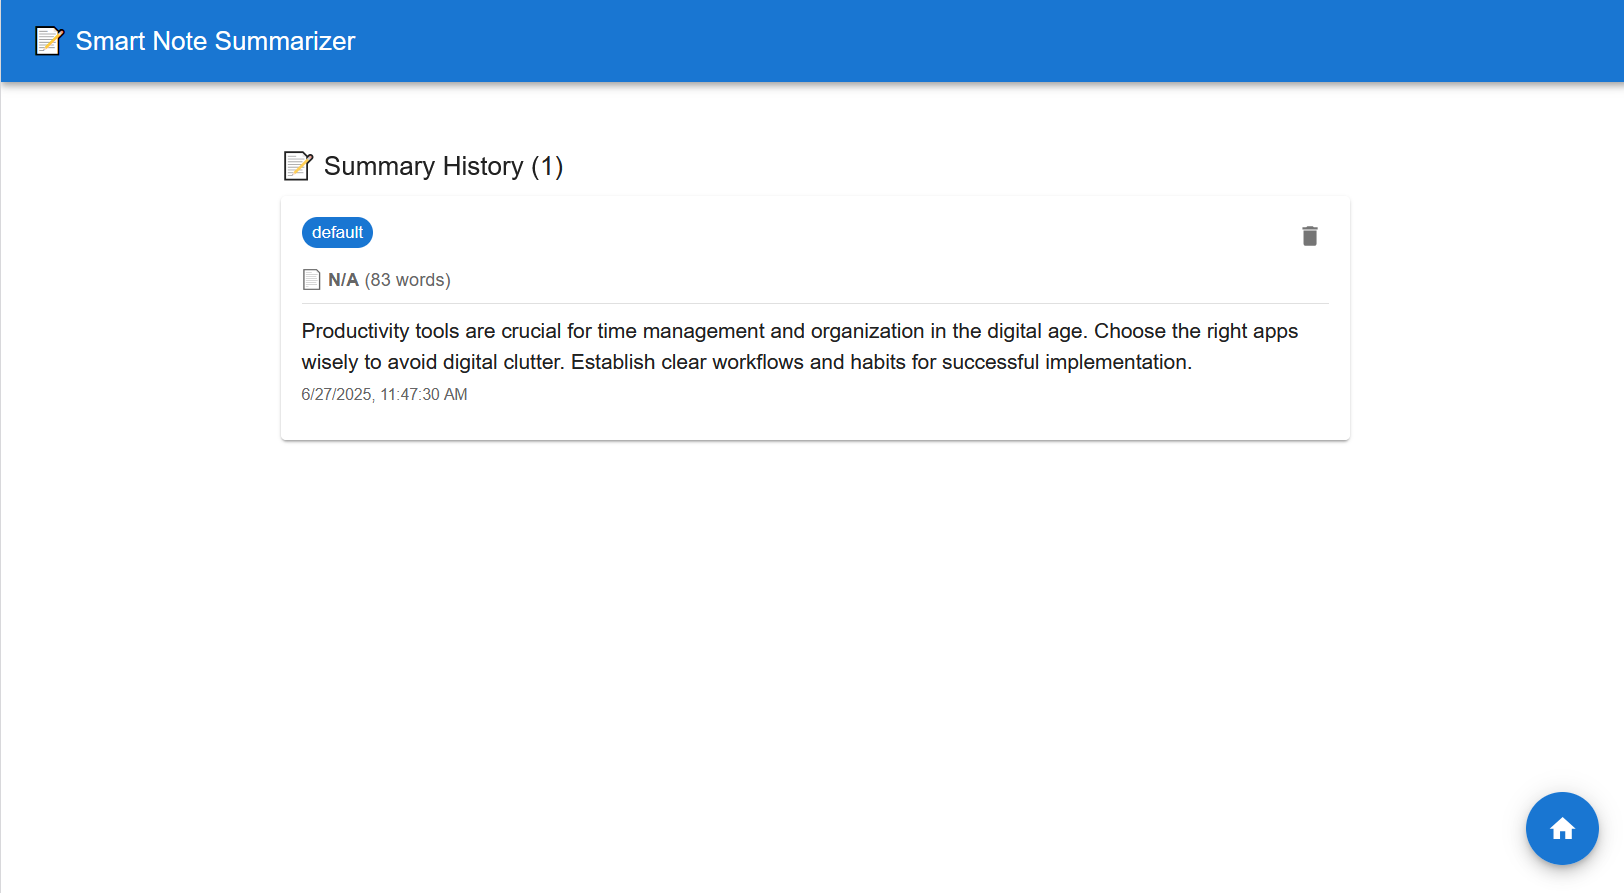 Smart Note Summarizer
Summary History (1)
default
N/A (83 words)
Productivity tools are crucial for time management and organization in the digital age. Choose the right apps
wisely to avoid digital clutter. Establish clear workflows and habits for successful implementation.
6/27/2025, 11:47:30 AM